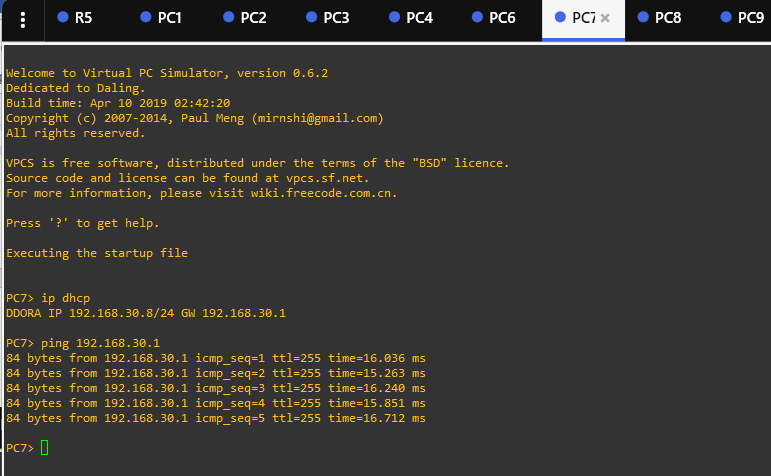 R5 PC1 PC2 PC3 PC4 PC6 PC7 × PC8 PC9
Welcome to Virtual PC Simulator, version 0.6.2
Dedicated to Daling.
Build time: Apr 10 2019 02:42:20
Copyright (c) 2007-2014, Paul Meng (mirnshi@gmail.com)
All rights reserved.
VPCS is free software, distributed under the terms of the "BSD" licence.
Source code and license can be found at vpcs.sf.net.
For more information, please visit wiki.freecode.com.cn.
Press '?' to get help.
Executing the startup file
PC7> ip dhcp
DDORA IP 192.168.30.8/24 GW 192.168.30.1
PC7> ping 192.168.30.1
84 bytes from 192.168.30.1 icmp_seq=1 ttl=255 time=16.036 ms
84 bytes from 192.168.30.1 icmp_seq=2 ttl=255 time=15.263 ms
84 bytes from 192.168.30.1 icmp_seq=3 ttl=255 time=16.240 ms
84 bytes from 192.168.30.1 icmp_seq=4 ttl=255 time=15.851 ms
84 bytes from 192.168.30.1 icmp_seq=5 ttl=255 time=16.712 ms
PC7>